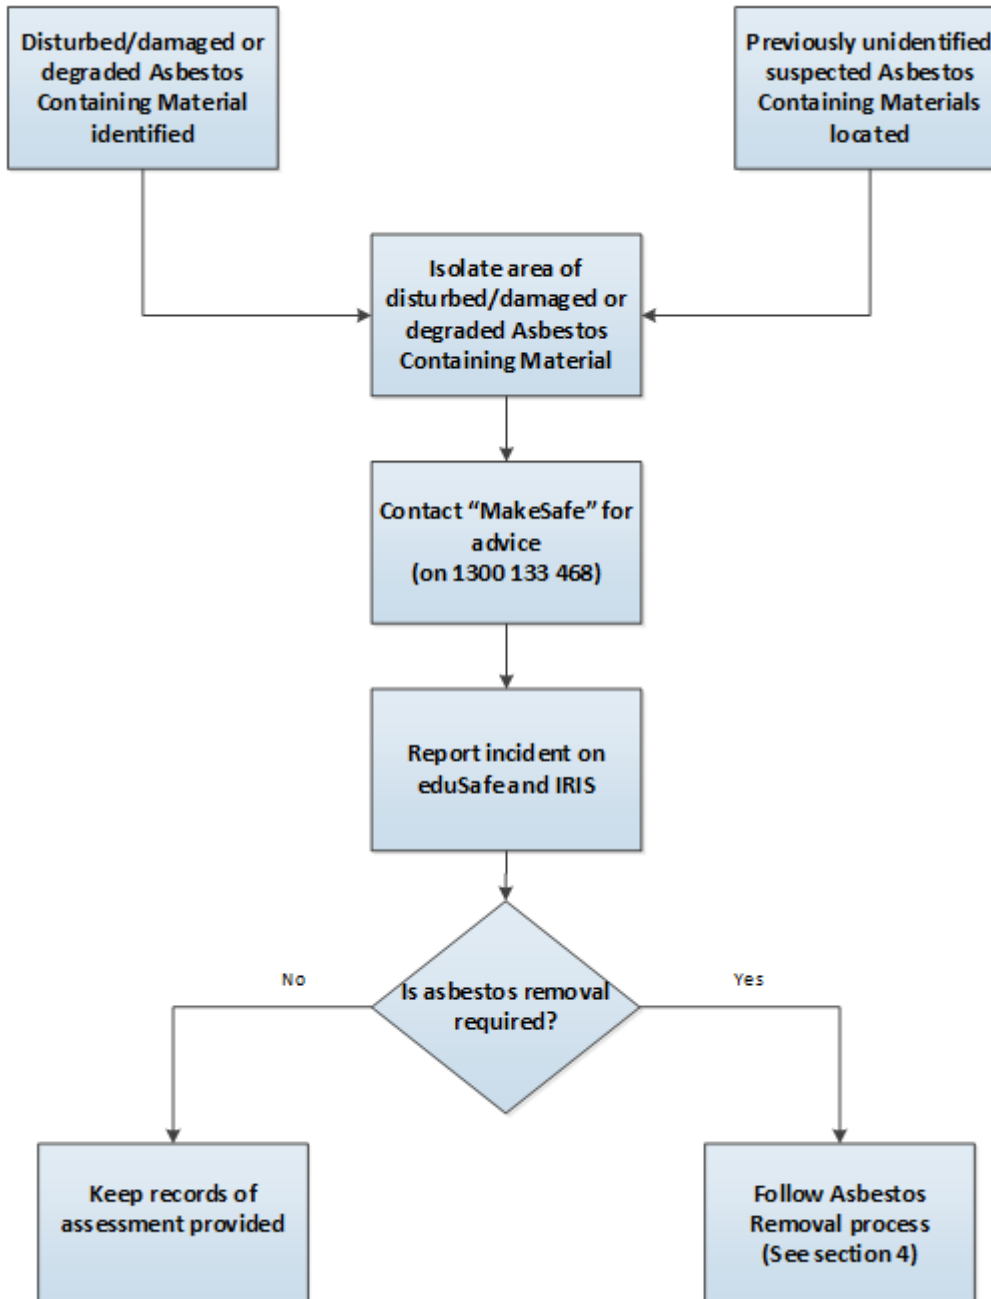 Disturbed/damaged or
degraded Asbestos
Containing Material
identified
Previously unidentified
suspected Asbestos
Containing Materials
located
Isolate area of
disturbed/damaged or
degraded Asbestos
Containing Material
Contact “MakeSafe” for
advice
(on 1300 133 468)
Report incident on
eduSafe and IRIS
Is asbestos removal
required?
No
Yes
Keep records of
assessment provided
Follow Asbestos
Removal process
(See section 4)